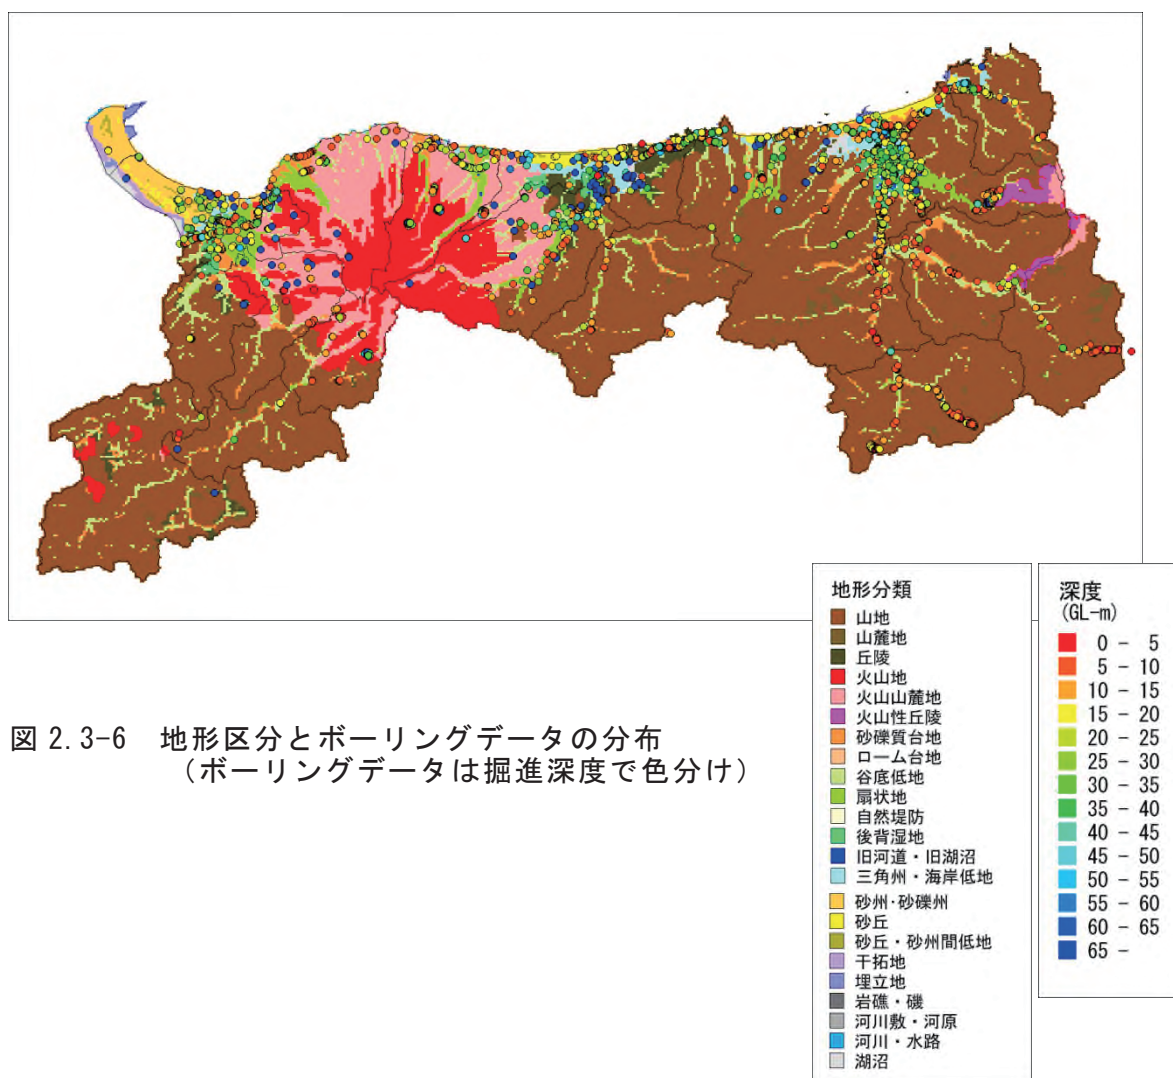 地形分類
山地
山麓地
丘陵
火山地
火山山麓地
火山性丘陵
砂礫質台地
ローム台地
谷底低地
扇状地
自然堤防
後背湿地
旧河道・旧湖沼
三角州・海岸低地
砂州・砂礫州
砂丘
砂丘・砂州間低地
干拓地
埋立地
岩礁・磯
河川敷・河原
河川・水路
湖沼
深度
(GL-m)
0 - 5
5 - 10
10 - 15
15 - 20
20 - 25
25 - 30
30 - 35
35 - 40
40 - 45
45 - 50
50 - 55
55 - 60
60 - 65
65 -
図 2.3-6 地形区分とボーリングデータの分布
（ボーリングデータは掘進深度で色分け）